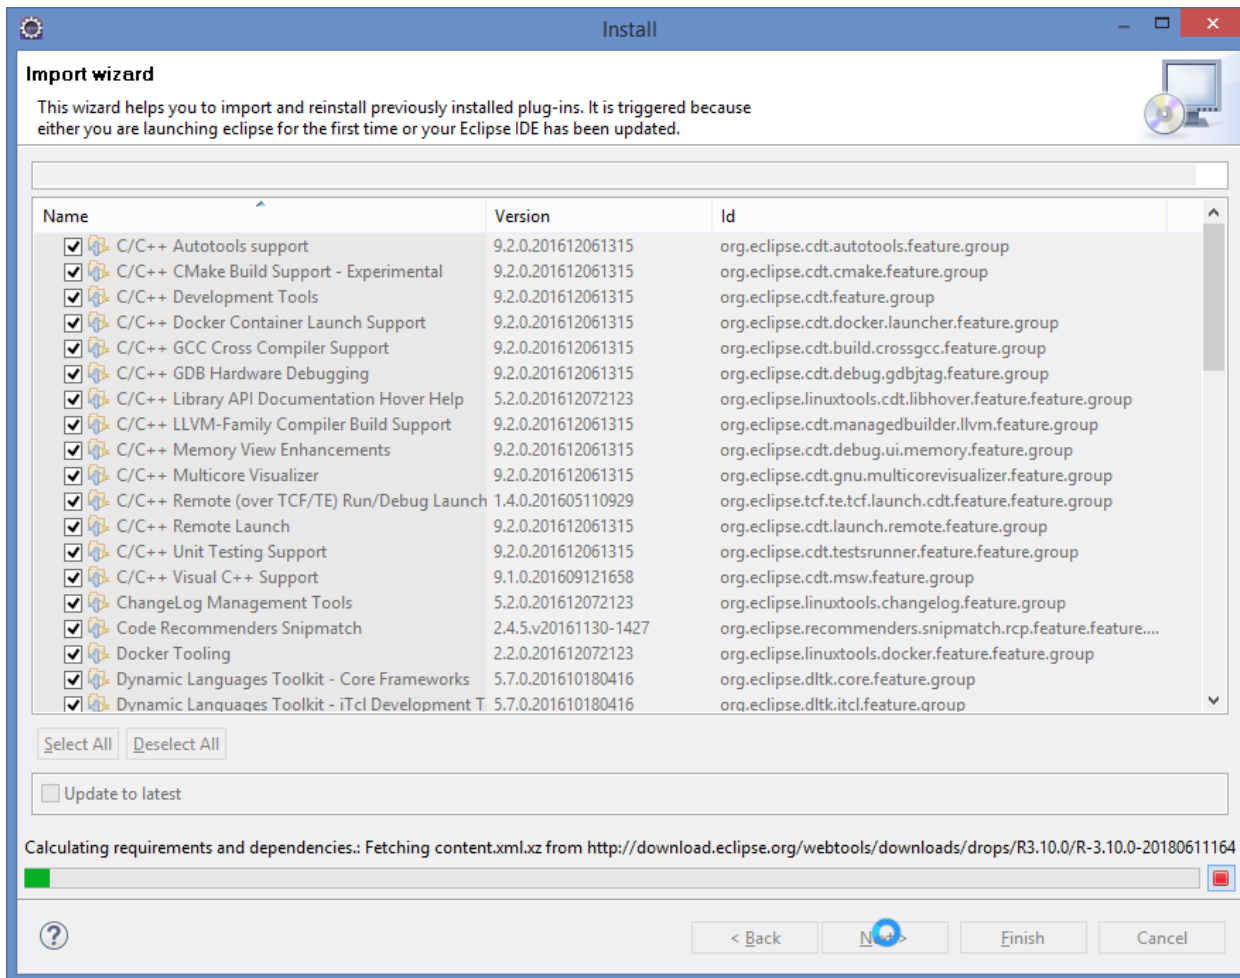 Install
Import wizard
This wizard helps you to import and reinstall previously installed plug-ins. It is triggered because
either you are launching eclipse for the first time or your Eclipse IDE has been updated.
Name Version Id
C/C++ Autotools support 9.2.0.201612061315 org.eclipse.cdt.autotools.feature.group
C/C++ CMake Build Support - Experimental 9.2.0.201612061315 org.eclipse.cdt.cmake.feature.group
C/C++ Development Tools 9.2.0.201612061315 org.eclipse.cdt.feature.group
C/C++ Docker Container Launch Support 9.2.0.201612061315 org.eclipse.cdt.docker.launcher.feature.group
C/C++ GCC Cross Compiler Support 9.2.0.201612061315 org.eclipse.cdt.build.crossgcc.feature.group
C/C++ GDB Hardware Debugging 9.2.0.201612061315 org.eclipse.cdt.debug.gdbjtag.feature.group
C/C++ Library API Documentation Hover Help 5.2.0.201612072123 org.eclipse.linuxtools.cdt.libhover.feature.feature.group
C/C++ LLVM-Family Compiler Build Support 9.2.0.201612061315 org.eclipse.cdt.managedbuilder.llvm.feature.group
C/C++ Memory View Enhancements 9.2.0.201612061315 org.eclipse.cdt.debug.ui.memory.feature.group
C/C++ Multicore Visualizer 9.2.0.201612061315 org.eclipse.cdt.gnu.multicorevisualizer.feature.group
C/C++ Remote (over TCF/TE) Run/Debug Launch 1.4.0.201605110929 org.eclipse.tcf.te.tcf.launch.cdt.feature.feature.group
C/C++ Remote Launch 9.2.0.201612061315 org.eclipse.cdt.launch.remote.feature.group
C/C++ Unit Testing Support 9.2.0.201612061315 org.eclipse.cdt.testsrunner.feature.feature.group
C/C++ Visual C++ Support 9.1.0.201609121658 org.eclipse.cdt.msw.feature.group
ChangeLog Management Tools 5.2.0.201612072123 org.eclipse.linuxtools.changelog.feature.group
Code Recommenders Snipmatch 2.4.5.v20161130-1427 org.eclipse.recommenders.snipmatch.rcp.feature.feature....
Docker Tooling 2.2.0.201612072123 org.eclipse.linuxtools.docker.feature.feature.group
Dynamic Languages Toolkit - Core Frameworks 5.7.0.201610180416 org.eclipse.dltk.core.feature.group
Dynamic Languages Toolkit - iTcl Development T 5.7.0.201610180416 org.eclipse.dltk.itcl.feature.group
Select All Deselect All
Update to latest
Calculating requirements and dependencies.: Fetching content.xml.xz from http://download.eclipse.org/webtools/downloads/drops/R3.10.0/R-3.10.0-20180611164
< Back Next > Finish Cancel